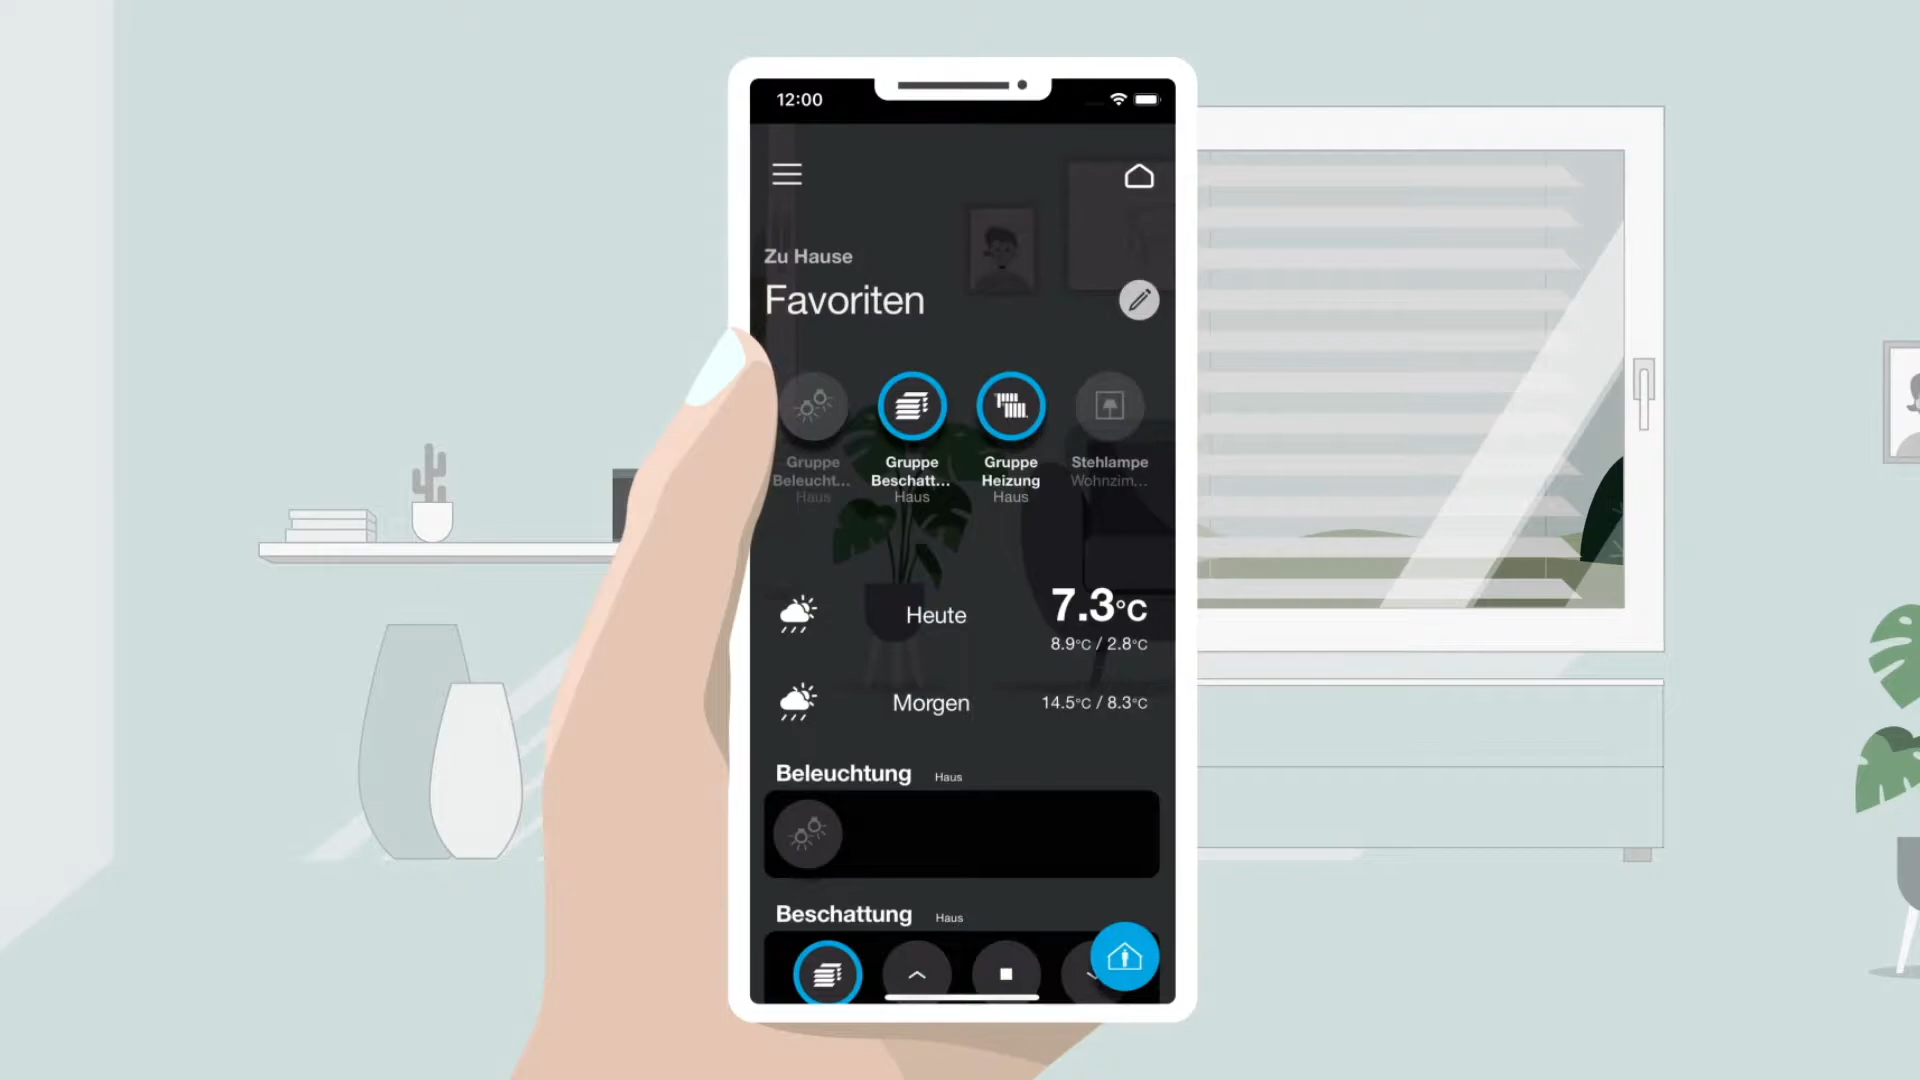 12:00
Zu Hause
Favoriten
Gruppe Beleucht... Haus
Gruppe Beschatt... Haus
Gruppe Heizung Haus
Stehlampe Wohnzim...
Heute 7.3°C
8.9°C / 2.8°C
Morgen 14.5°C / 8.3°C
Beleuchtung Haus
Beschattung Haus